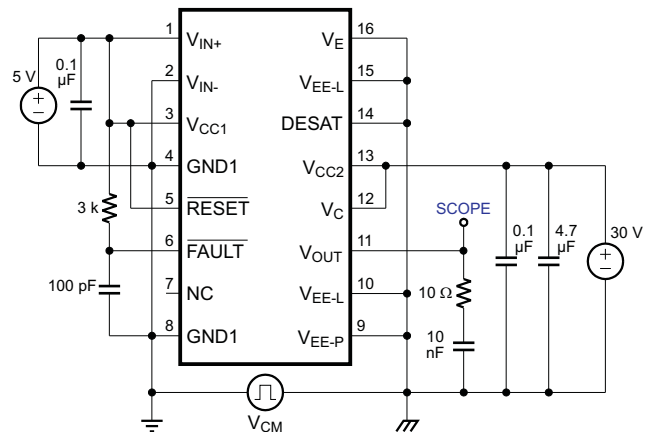 1 V_IN+ V_E 16
2 V_IN- V_EE-L 15
3 V_CC1 DESAT 14
4 GND1 V_CC2 13
5 RESET V_C 12
6 FAULT V_OUT 11
7 NC V_EE-L 10
8 GND1 V_EE-P 9
5 V
0.1
µF
3 k
100 pF
SCOPE
10 Ω
10
nF
0.1
µF
4.7
µF
30 V
V_CM